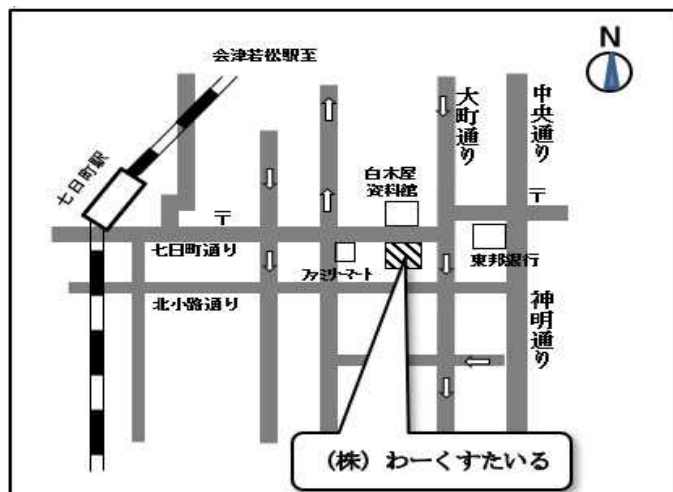 会津若松駅至
N
七日町駅
〒
白木屋
資料館
大町通り
中央通り
〒
七日町通り
ファミリーマート
東邦銀行
北小路通り
神明通り
（株）わーくすたいる